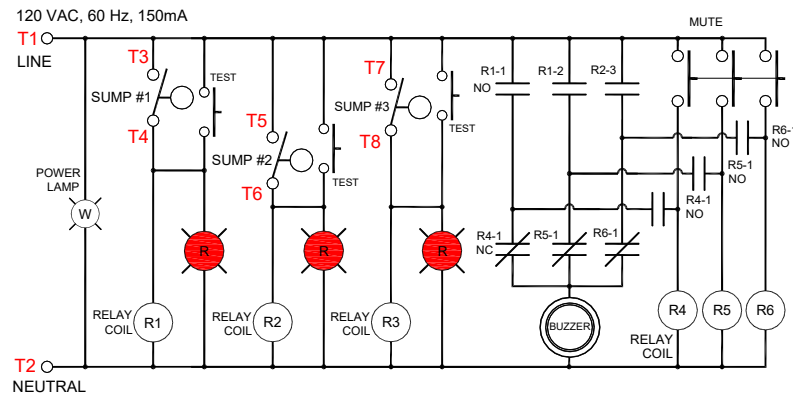 120 VAC, 60 Hz, 150mA
T1
LINE
MUTE
T3
TEST
SUMP #1
T4
T5
SUMP #2
T6
TEST
T7
SUMP #3
T8
TEST
R1-1
NO
R1-2
R2-3
R6-1
NO
R5-1
NO
R4-1
NO
POWER
LAMP
W
R
R
R
R4-1
NC
R5-1
R6-1
RELAY
COIL
R1
RELAY
COIL
R2
RELAY
COIL
R3
BUZZER
R4
R5
R6
RELAY
COIL
T2
NEUTRAL